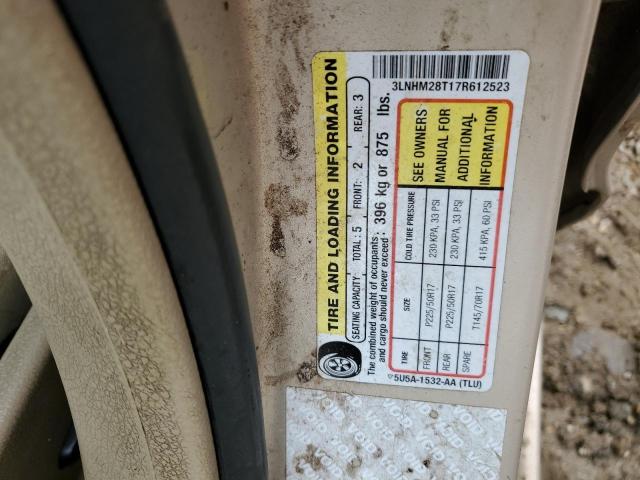 3LNHM28T17R612523
TIRE AND LOADING INFORMATION
SEATING CAPACITY TOTAL: 5 FRONT: 2 REAR: 3
The combined weight of occupants
and cargo should never exceed: 396 kg or 875 lbs.
TIRE SIZE COLD TIRE PRESSURE
FRONT P225/50R17 230 KPA, 33 PSI
REAR P225/50R17 230 KPA, 33 PSI
SPARE T145/70R17 415 KPA, 60 PSI
SEE OWNERS
MANUAL FOR
ADDITIONAL
INFORMATION
5U5A-1532-AA (TLU)
VOID VOID VOID